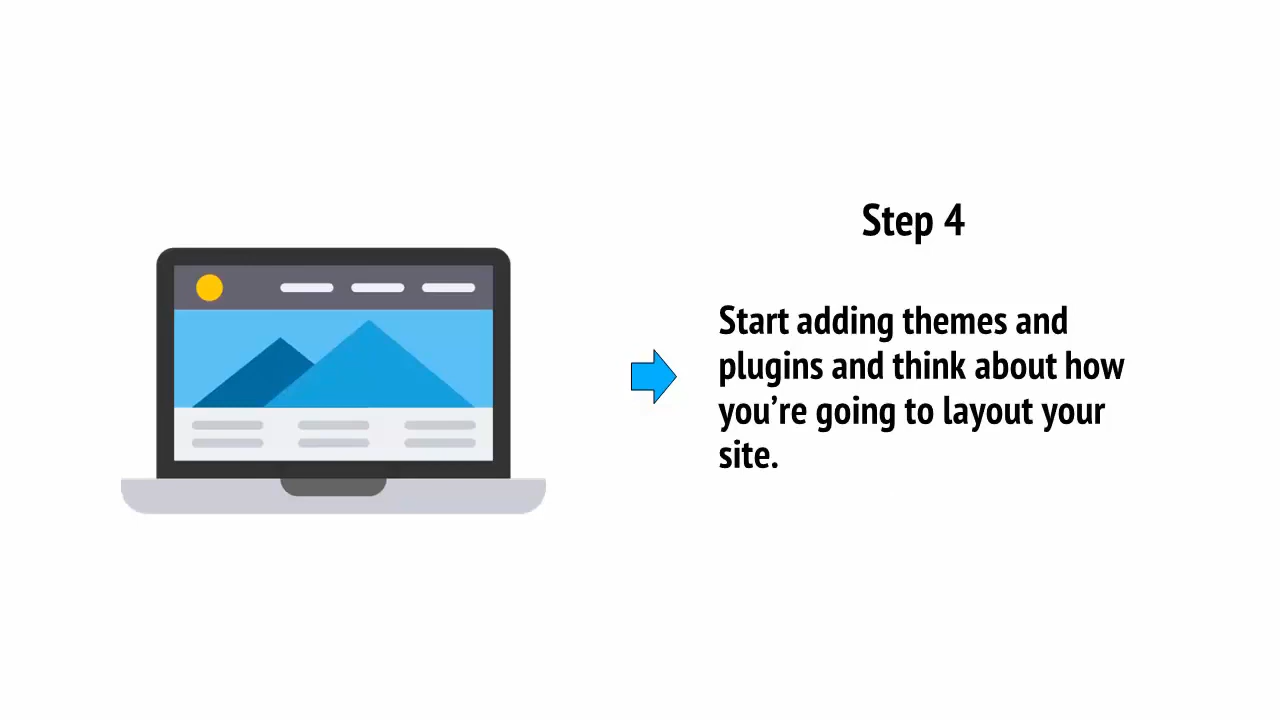 Step 4
Start adding themes and
plugins and think about how
you’re going to layout your
site.